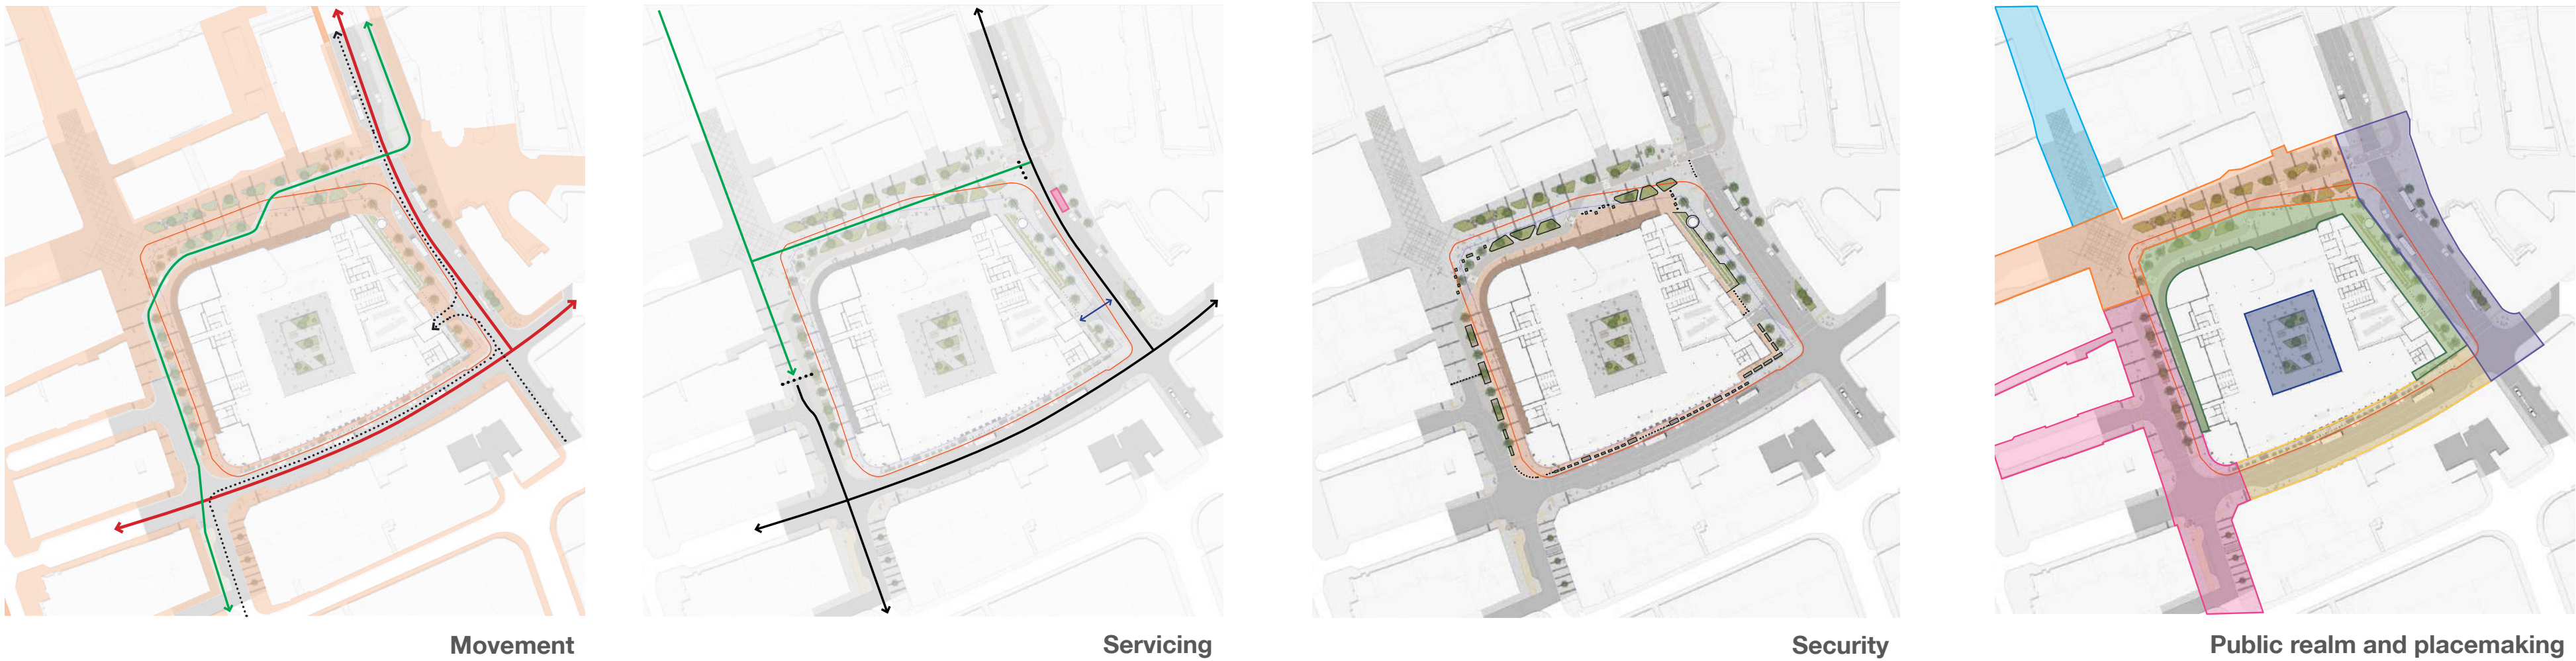 Movement
Servicing
Security
Public realm and placemaking